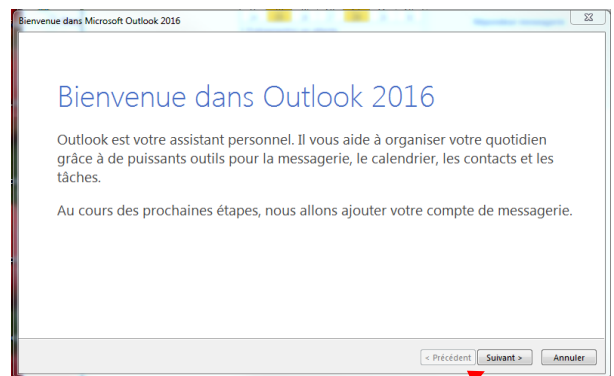 Bienvenue dans Microsoft Outlook 2016
Bienvenue dans Outlook 2016
Outlook est votre assistant personnel. Il vous aide à organiser votre quotidien
grâce à de puissants outils pour la messagerie, le calendrier, les contacts et les
tâches.
Au cours des prochaines étapes, nous allons ajouter votre compte de messagerie.
< Précédent Suivant > Annuler